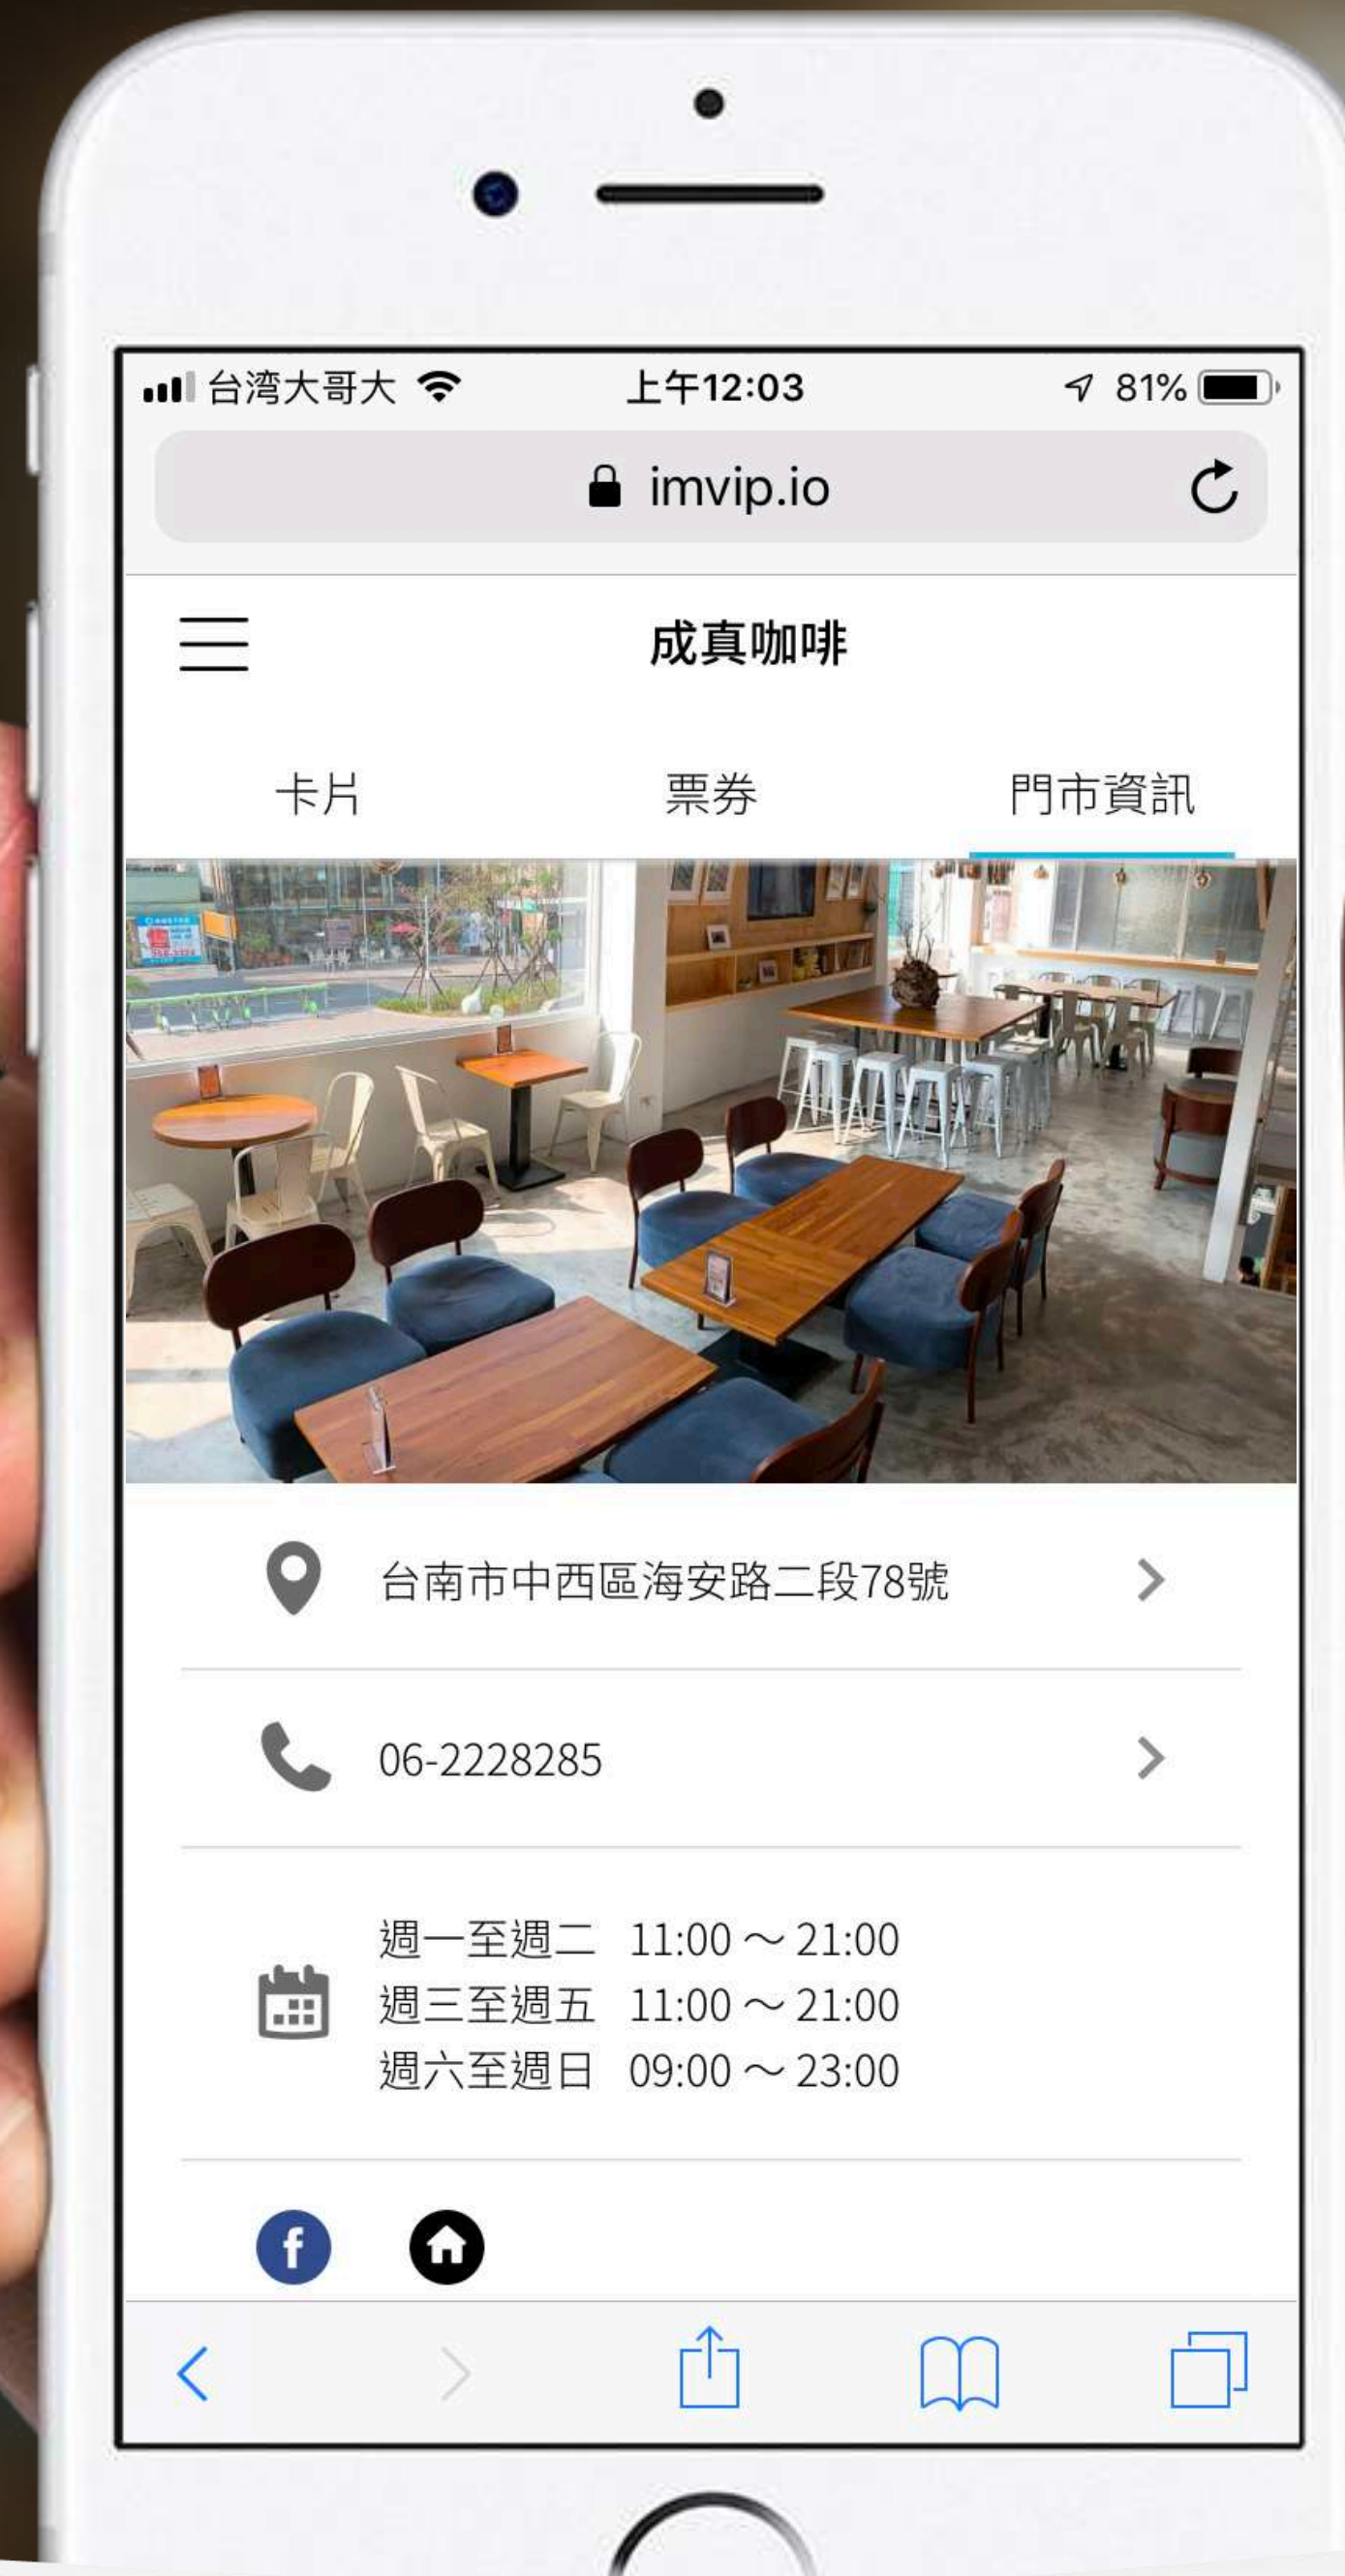 台湾大哥大 上午12:03 81%
imvip.io
成真咖啡
卡片 票券 門市資訊
台南市中西區海安路二段78號
06-2228285
週一至週二 11:00～21:00
週三至週五 11:00～21:00
週六至週日 09:00～23:00
f